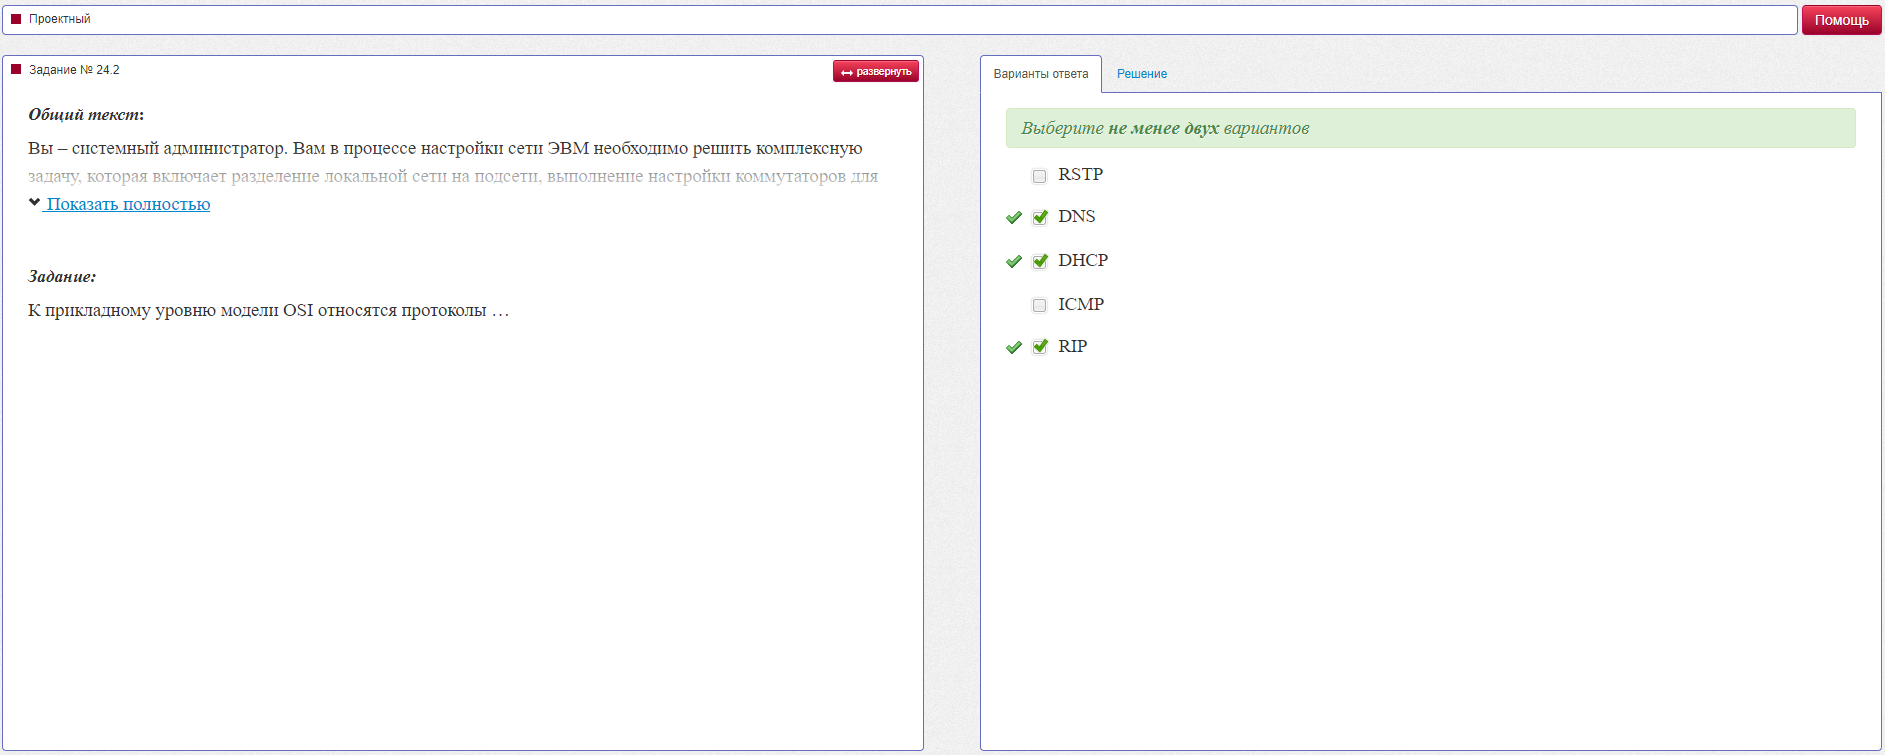 Проектный
Помощь
Задание № 24.2
развернуть
Общий текст:
Вы – системный администратор. Вам в процессе настройки сети ЭВМ необходимо решить комплексную
задачу, которая включает разделение локальной сети на подсети, выполнение настройки коммутаторов для
Показать полностью
Задание:
К прикладному уровню модели OSI относятся протоколы …
Варианты ответа
Решение
Выберите не менее двух вариантов
RSTP
DNS
DHCP
ICMP
RIP